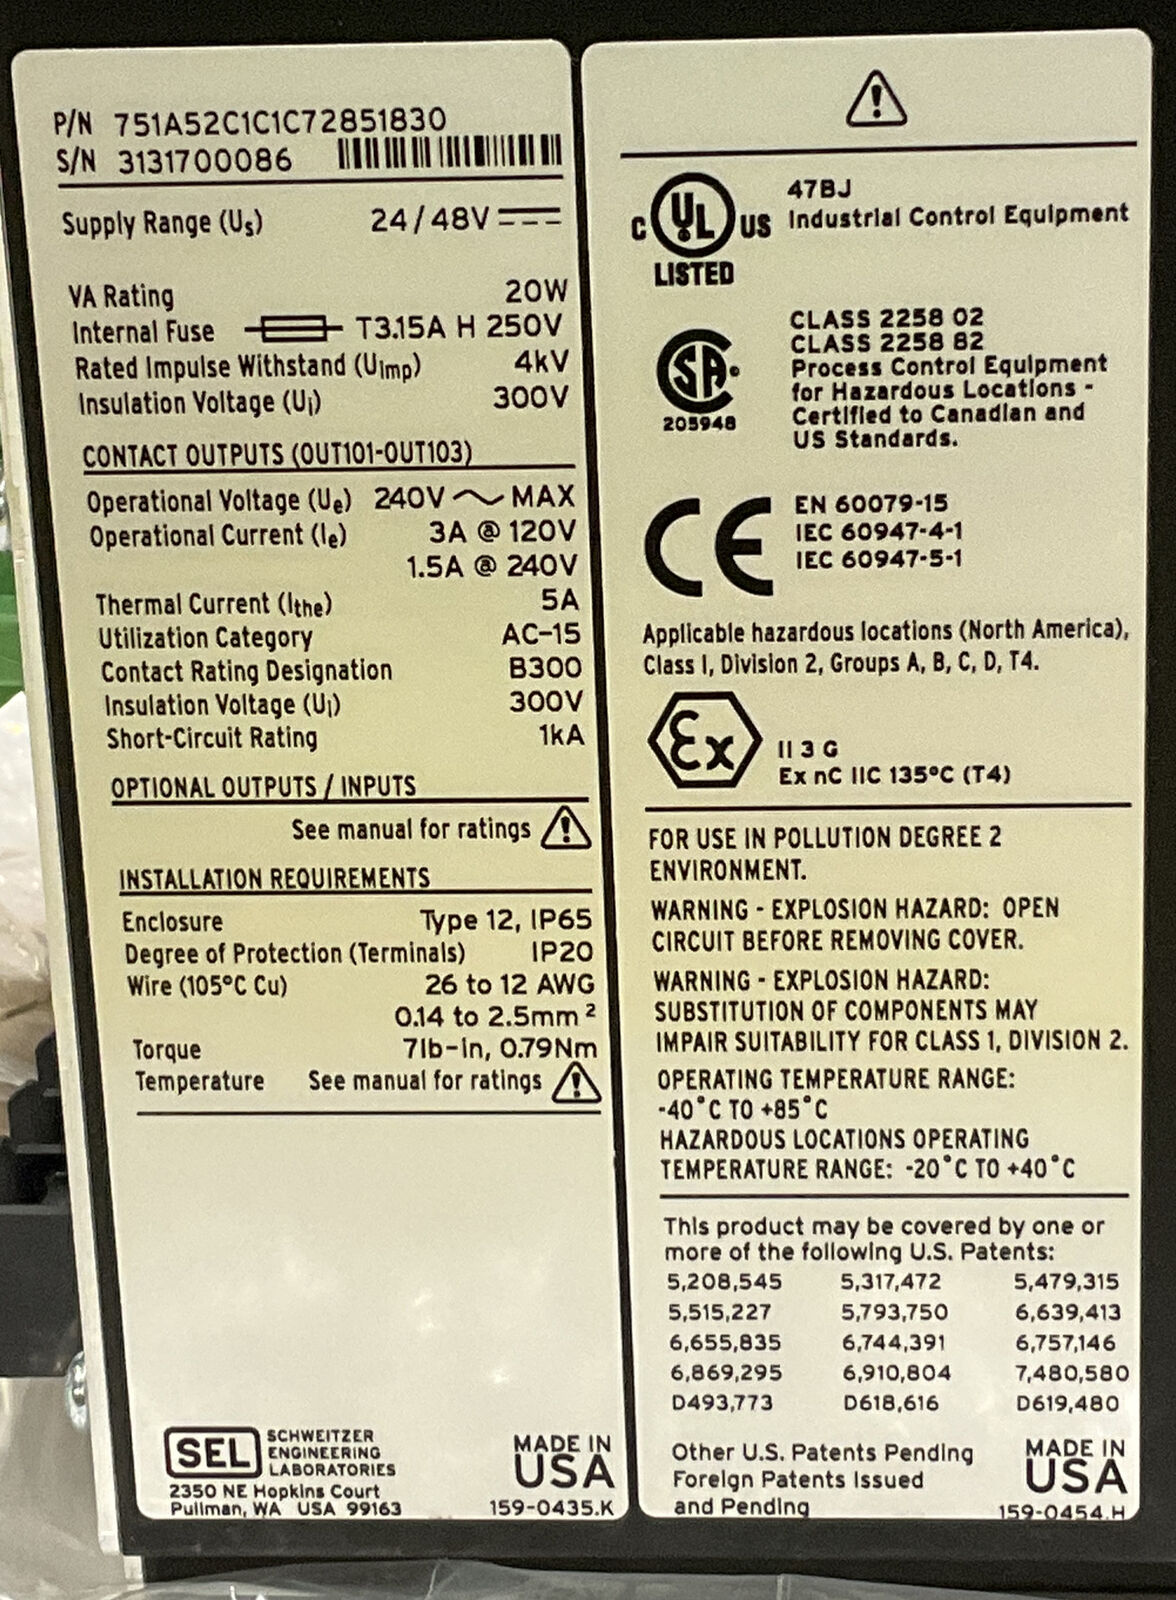 P/N 751A52C1C1C72851830
S/N 3131700086
Supply Range (Us) 24/48V
VA Rating 20W
Internal Fuse T3.15A H 250V
Rated Impulse Withstand (Uimp) 4kV
Insulation Voltage (Ui) 300V
CONTACT OUTPUTS (OUT101-OUT103)
Operational Voltage (Ue) 240V ~ MAX
Operational Current (Ie) 3A @ 120V
1.5A @ 240V
Thermal Current (Ithe) 5A
Utilization Category AC-15
Contact Rating Designation B300
Insulation Voltage (Ui) 300V
Short-Circuit Rating 1kA
OPTIONAL OUTPUTS / INPUTS
See manual for ratings
INSTALLATION REQUIREMENTS
Enclosure Type 12, IP65
Degree of Protection (Terminals) IP20
Wire (105°C Cu) 26 to 12 AWG
0.14 to 2.5mm²
Torque 7lb-in, 0.79Nm
Temperature See manual for ratings
SEL SCHWEITZER
ENGINEERING
LABORATORIES
2350 NE Hopkins Court
Pullman, WA USA 99163
MADE IN
USA
159-0435.K
!
C UL US
LISTED
47BJ
Industrial Control Equipment
SA
205948
CLASS 2258 02
CLASS 2258 82
Process Control Equipment
for Hazardous Locations -
Certified to Canadian and
US Standards.
CE
EN 60079-15
IEC 60947-4-1
IEC 60947-5-1
Applicable hazardous locations (North America),
Class I, Division 2, Groups A, B, C, D, T4.
Ex
II 3 G
Ex nC IIC 135°C (T4)
FOR USE IN POLLUTION DEGREE 2
ENVIRONMENT.
WARNING - EXPLOSION HAZARD: OPEN
CIRCUIT BEFORE REMOVING COVER.
WARNING - EXPLOSION HAZARD:
SUBSTITUTION OF COMPONENTS MAY
IMPAIR SUITABILITY FOR CLASS 1, DIVISION 2.
OPERATING TEMPERATURE RANGE:
-40°C TO +85°C
HAZARDOUS LOCATIONS OPERATING
TEMPERATURE RANGE: -20°C TO +40°C
This product may be covered by one or
more of the following U.S. Patents:
5,208,545 5,317,472 5,479,315
5,515,227 5,793,750 6,639,413
6,655,835 6,744,391 6,757,146
6,869,295 6,910,804 7,480,580
D493,773 D618,616 D619,480
Other U.S. Patents Pending
Foreign Patents Issued
and Pending
MADE IN
USA
159-0454.H